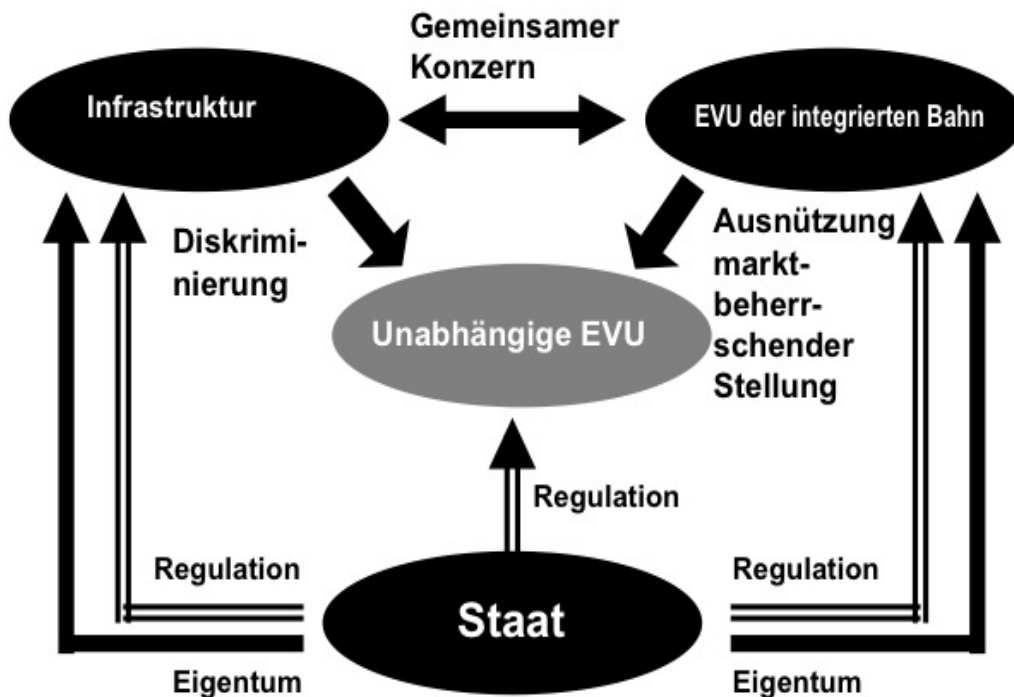 Gemeinsamer
Konzern
Infrastruktur
EVU der integrierten Bahn
Diskrimi-
nierung
Ausnützung
markt-
beherr-
schender
Stellung
Unabhängige EVU
Regulation
Regulation
Regulation
Staat
Eigentum
Eigentum